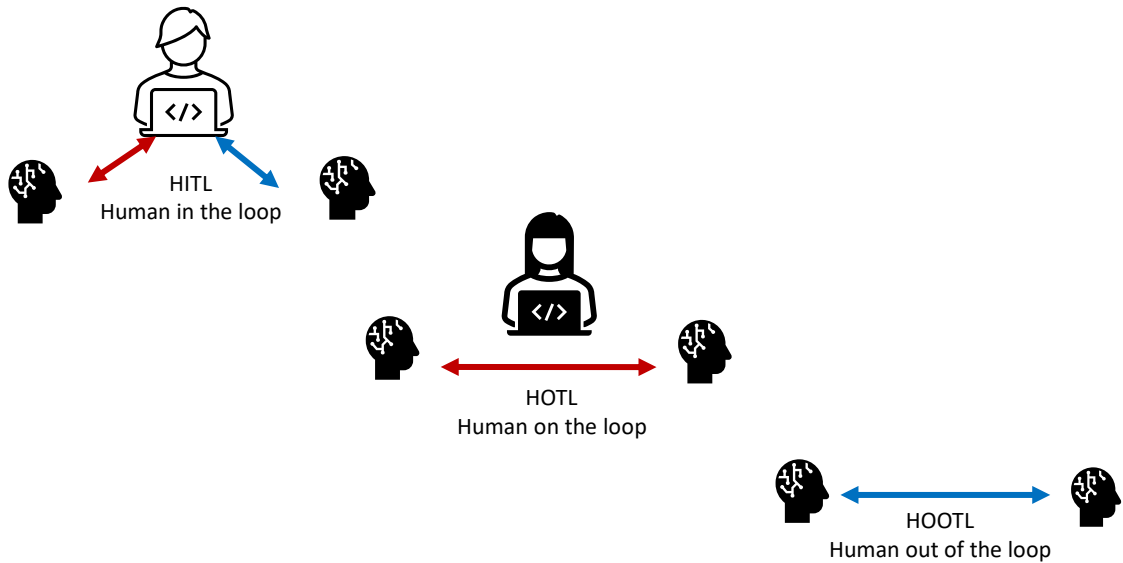 </>
HITL
Human in the loop
</>
HOTL
Human on the loop
HOOTL
Human out of the loop